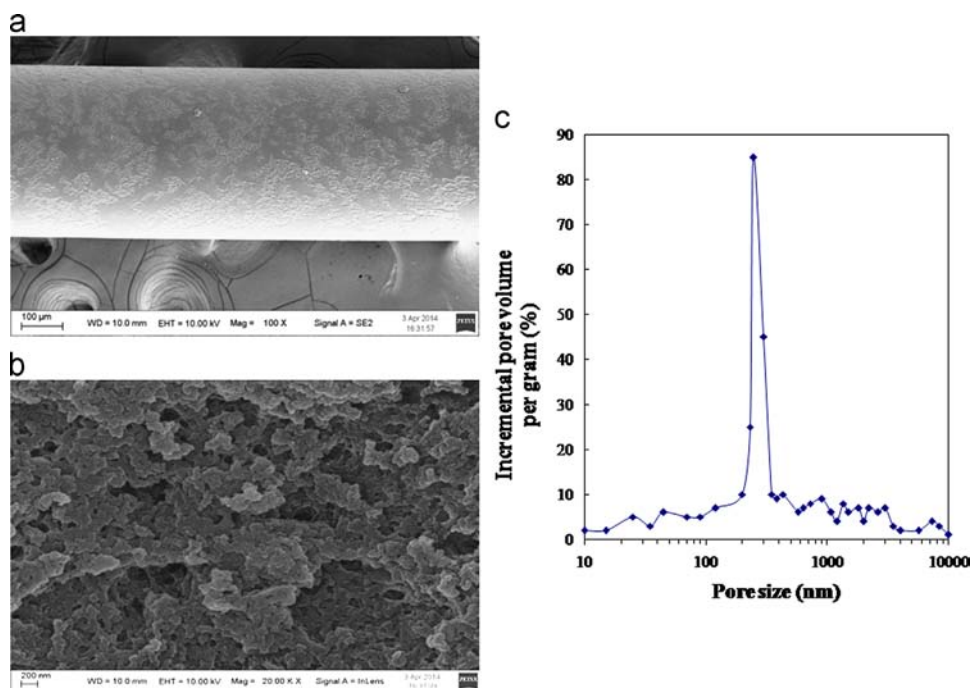 a
100 µm
WD = 10.0 mm EHT = 10.00 kV Mag = 100 X Signal A = SE2
3 Apr 2014
16:31:57
ZEISS
b
200 nm
WD = 10.0 mm EHT = 10.00 kV Mag = 20.00 K X Signal A = InLens
3 Apr 2014
ZEISS
c
Incremental pore volume
per gram (%)
90
80
70
60
50
40
30
20
10
0
10 100 1000 10000
Pore size (nm)